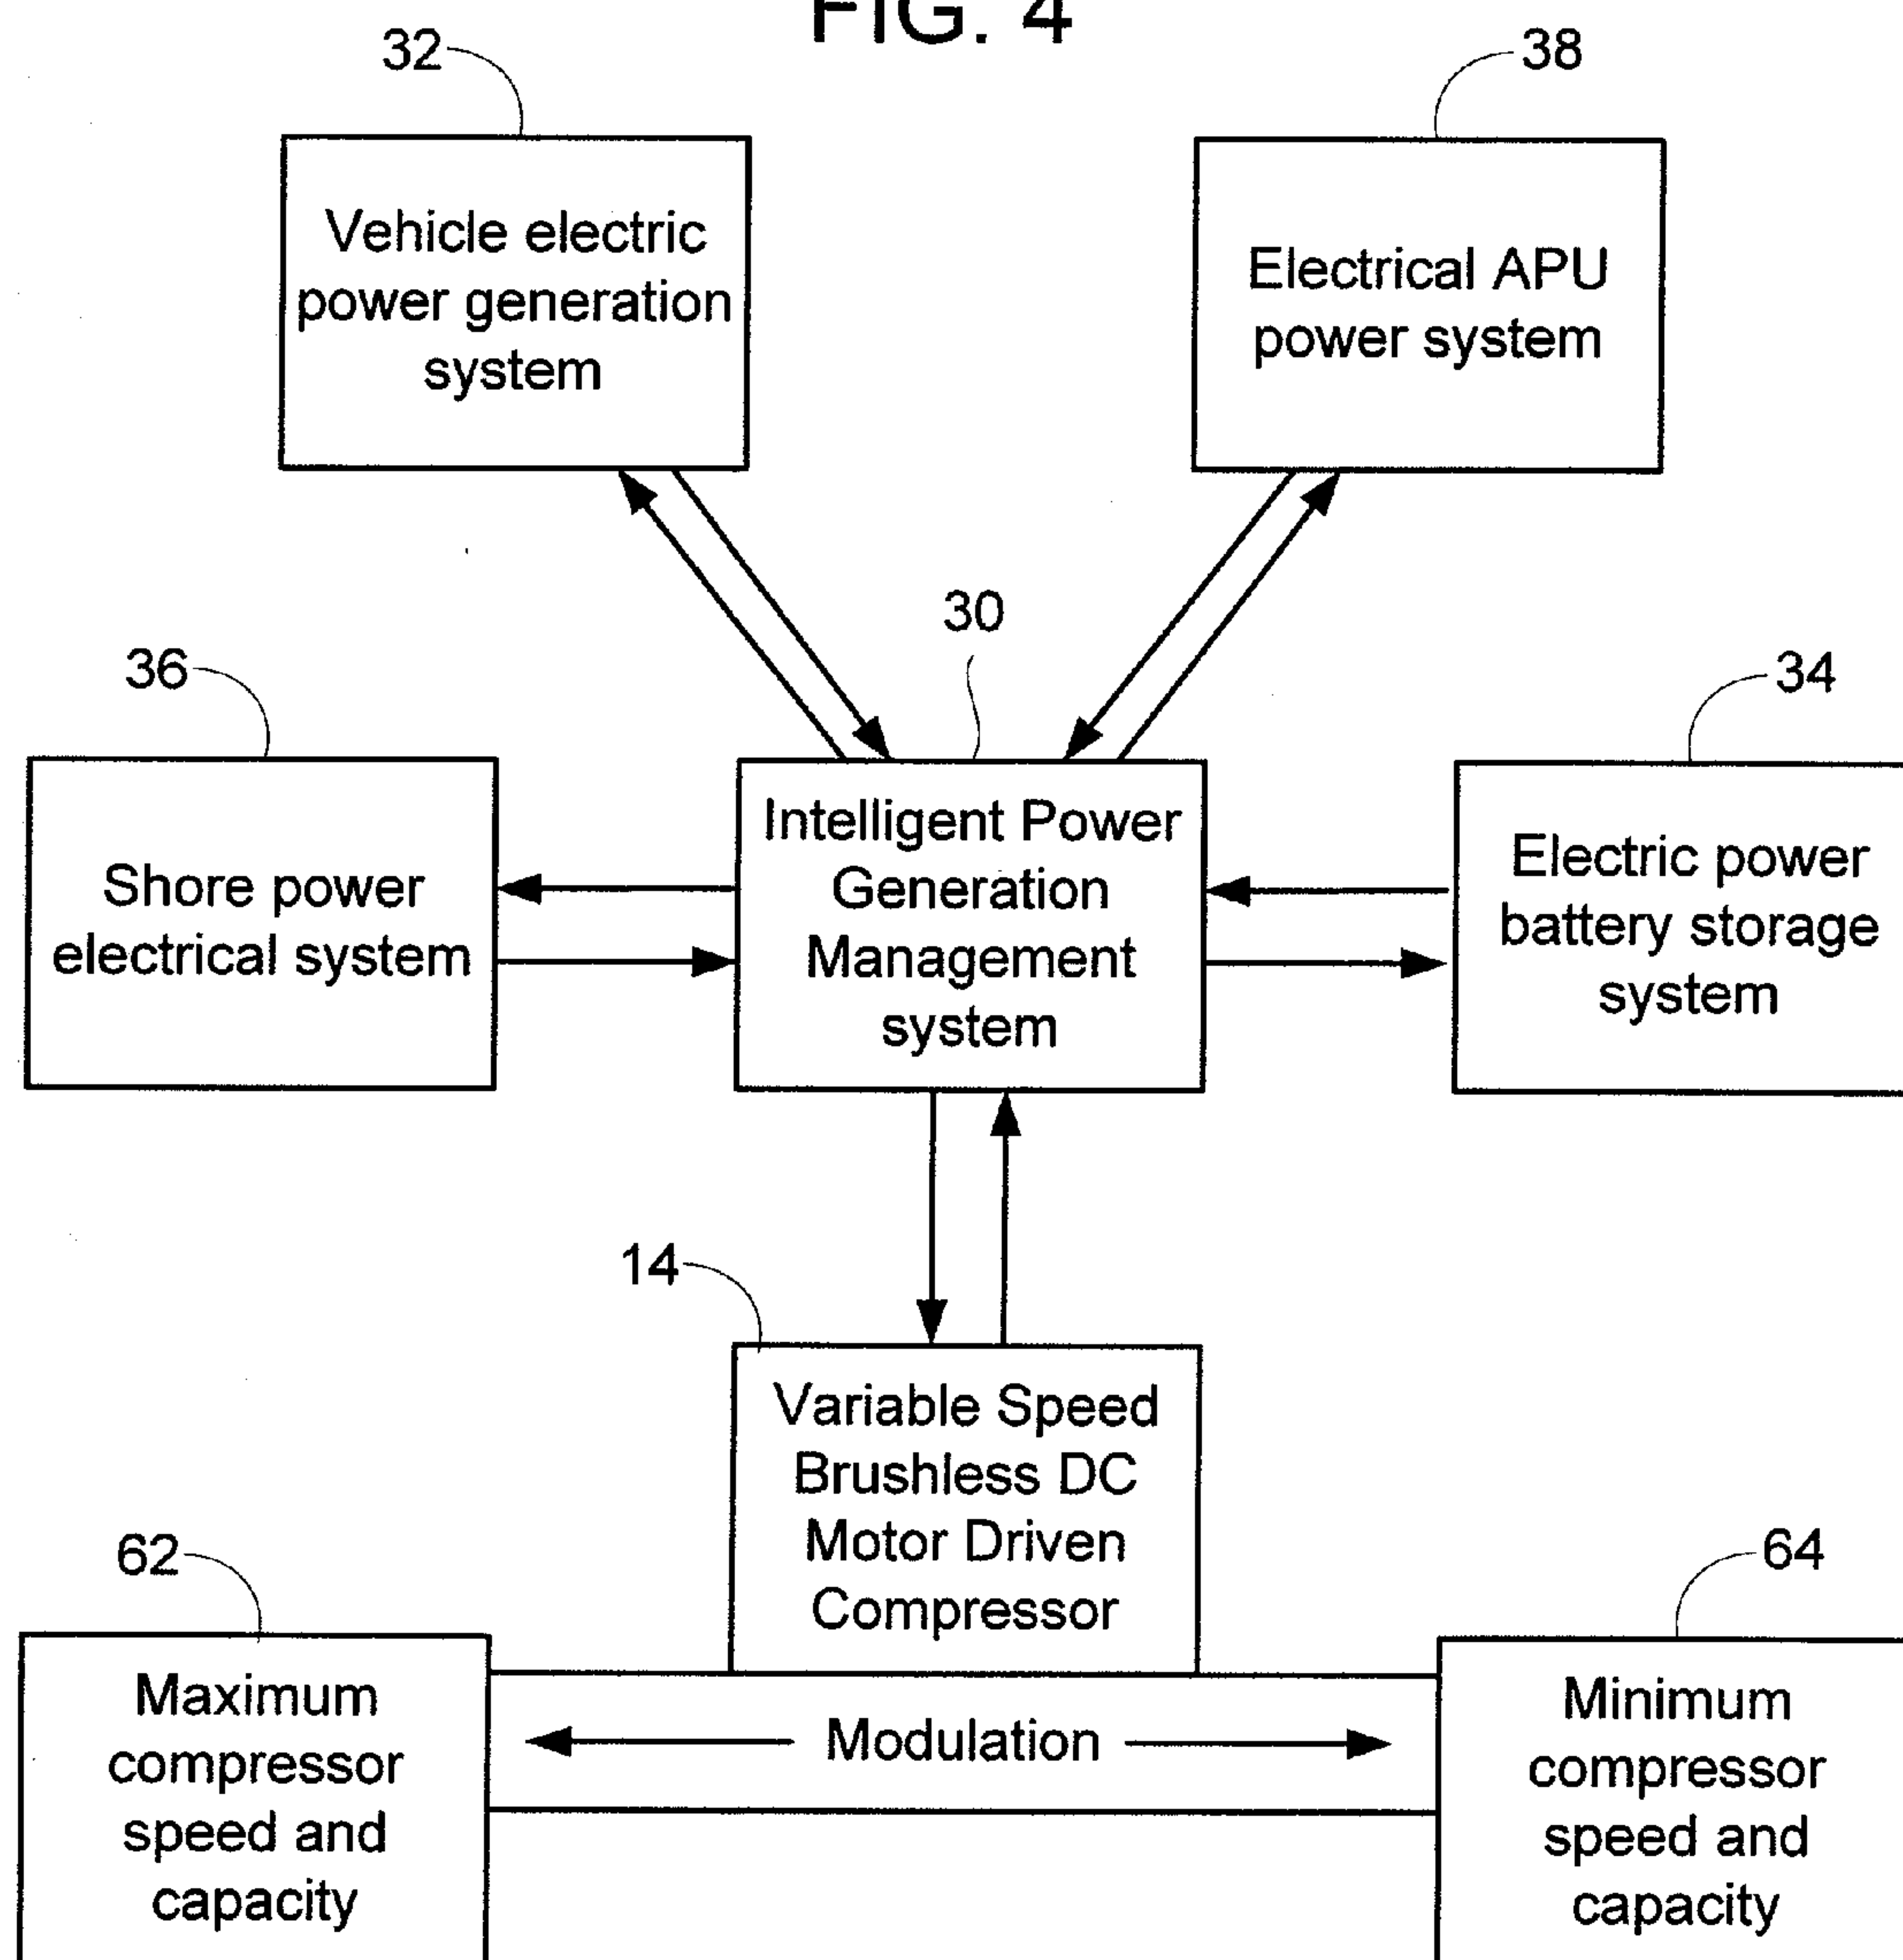 FIG. 4
32
38
Vehicle electric
power generation
system
Electrical APU
power system
30
36
34
Shore power
electrical system
Intelligent Power
Generation
Management
system
Electric power
battery storage
system
14
Variable Speed
Brushless DC
Motor Driven
Compressor
62
64
Maximum
compressor
speed and
capacity
Modulation
Minimum
compressor
speed and
capacity